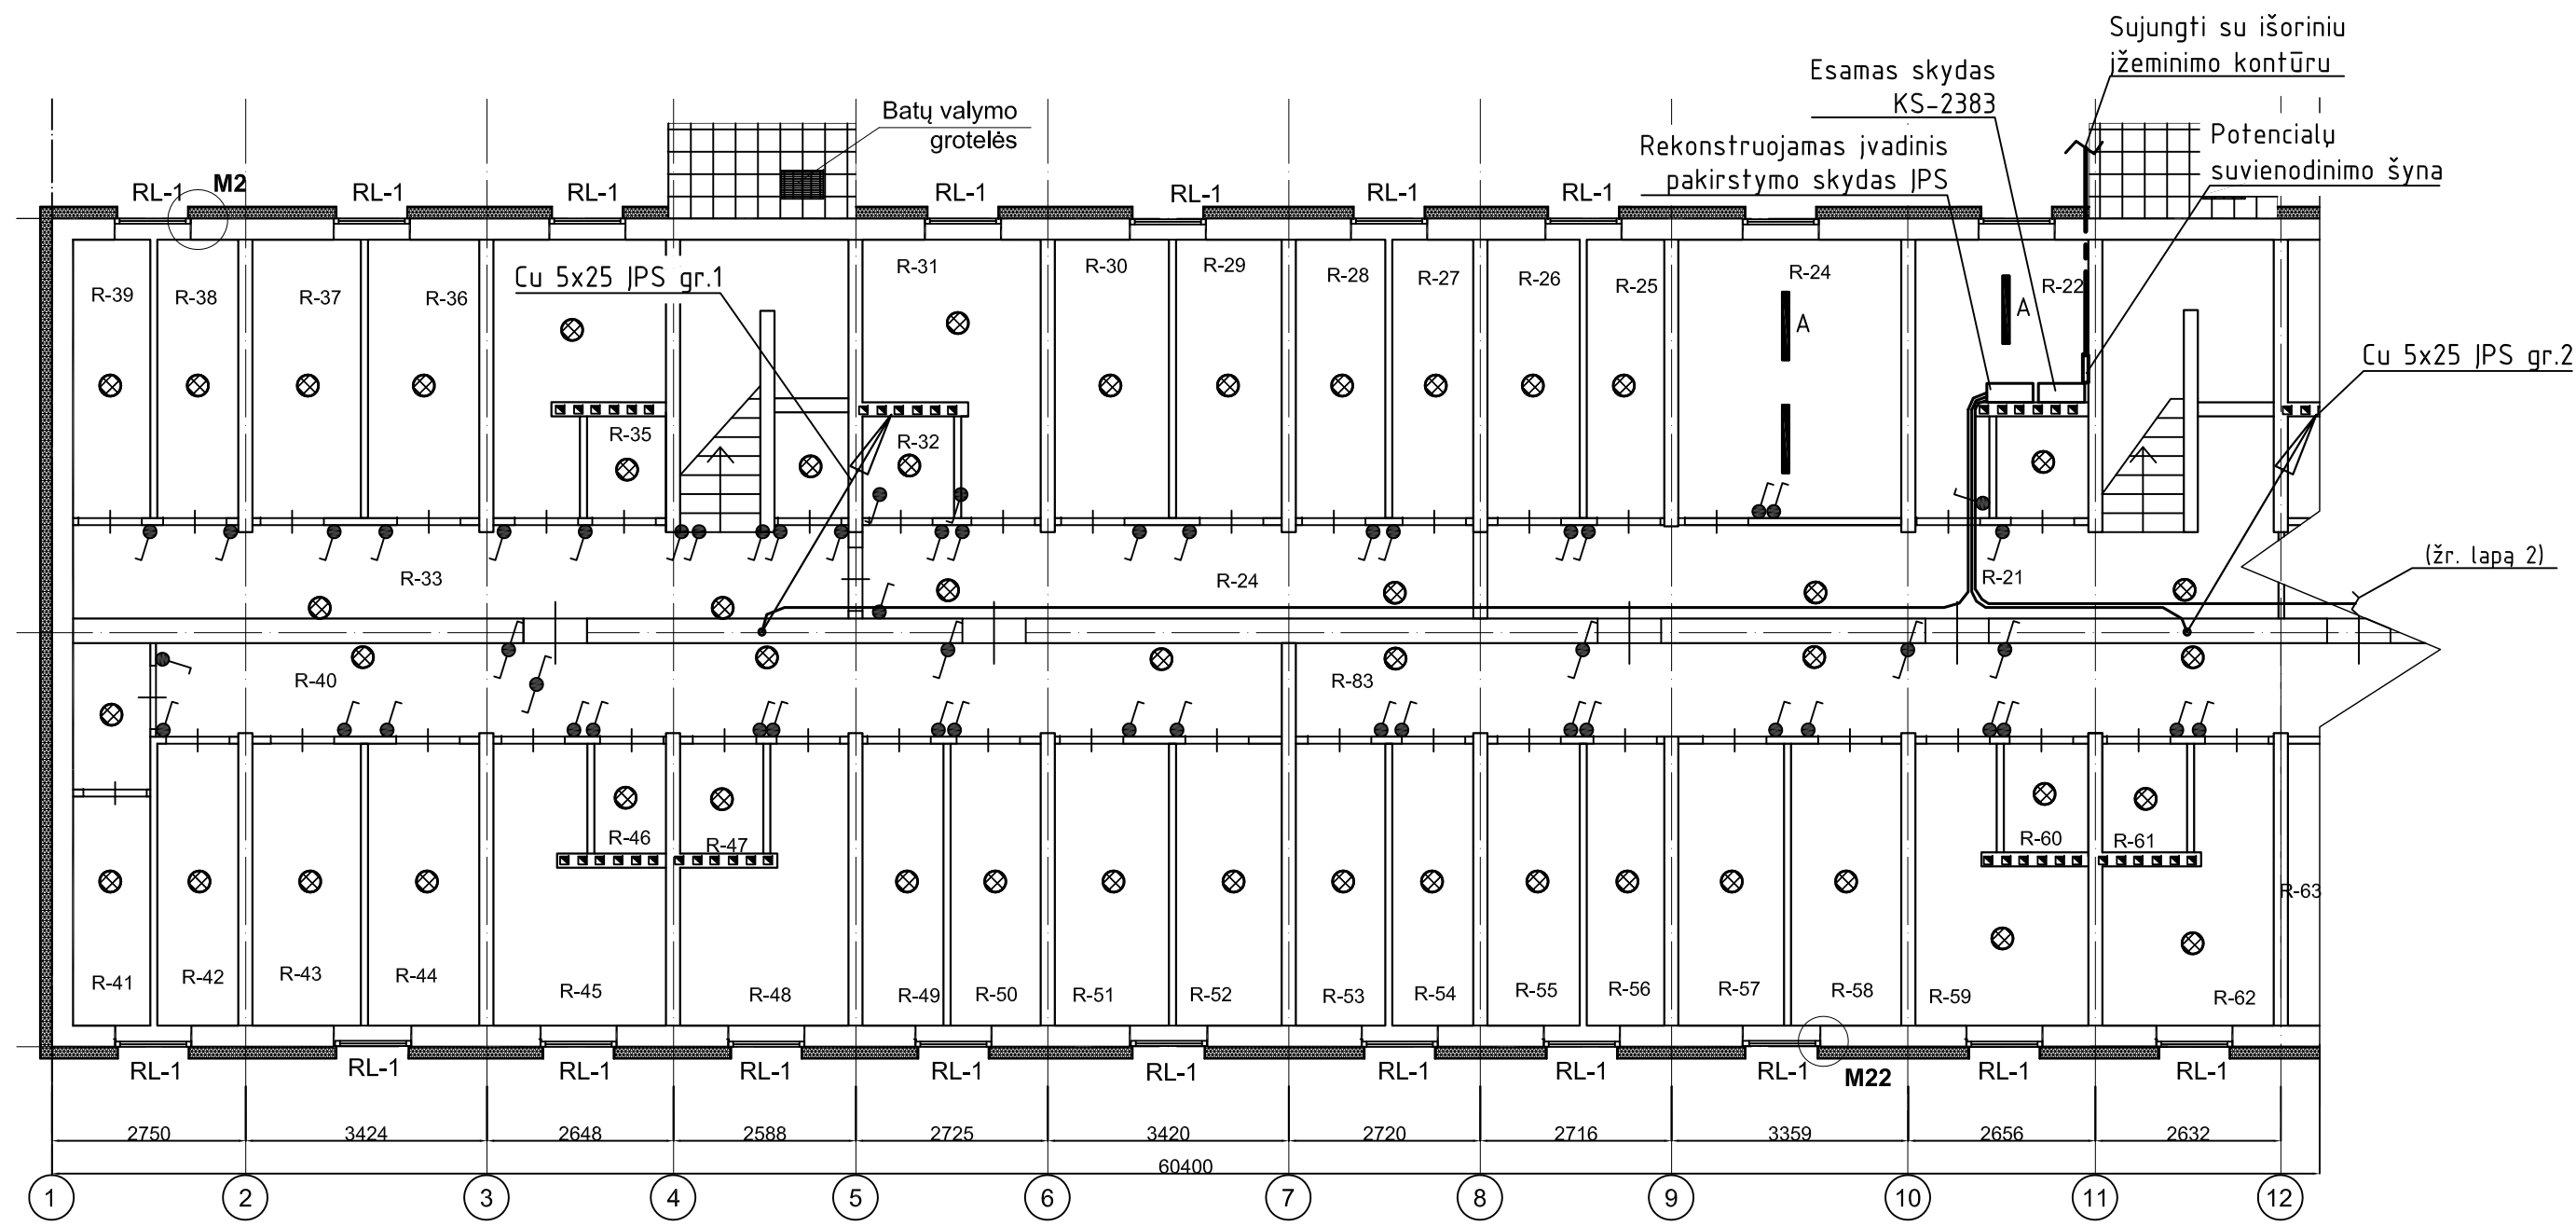 Sujungti su išoriniu
įžeminimo kontūru
Esamas skydas
KS-2383
Batų valymo
grotelės
Rekonstruojamas įvadinis
pakirstymo skydas ĮPS
Potencialų
suvienodinimo šyna
RL-1
M2
RL-1
RL-1
RL-1
RL-1
RL-1
RL-1
Cu 5x25 ĮPS gr.1
R-39
R-38
R-37
R-36
R-31
R-30
R-29
R-28
R-27
R-26
R-25
R-24
R-22
A
A
Cu 5x25 ĮPS gr.2
R-35
R-32
R-33
R-24
R-21
(žr. lapą 2)
R-40
R-83
R-46
R-47
R-60
R-61
R-63
R-41
R-42
R-43
R-44
R-45
R-48
R-49
R-50
R-51
R-52
R-53
R-54
R-55
R-56
R-57
R-58
R-59
R-62
RL-1
RL-1
RL-1
RL-1
RL-1
RL-1
RL-1
RL-1
RL-1
M22
RL-1
RL-1
2750
3424
2648
2588
2725
3420
2720
2716
3359
2656
2632
60400
1
2
3
4
5
6
7
8
9
10
11
12